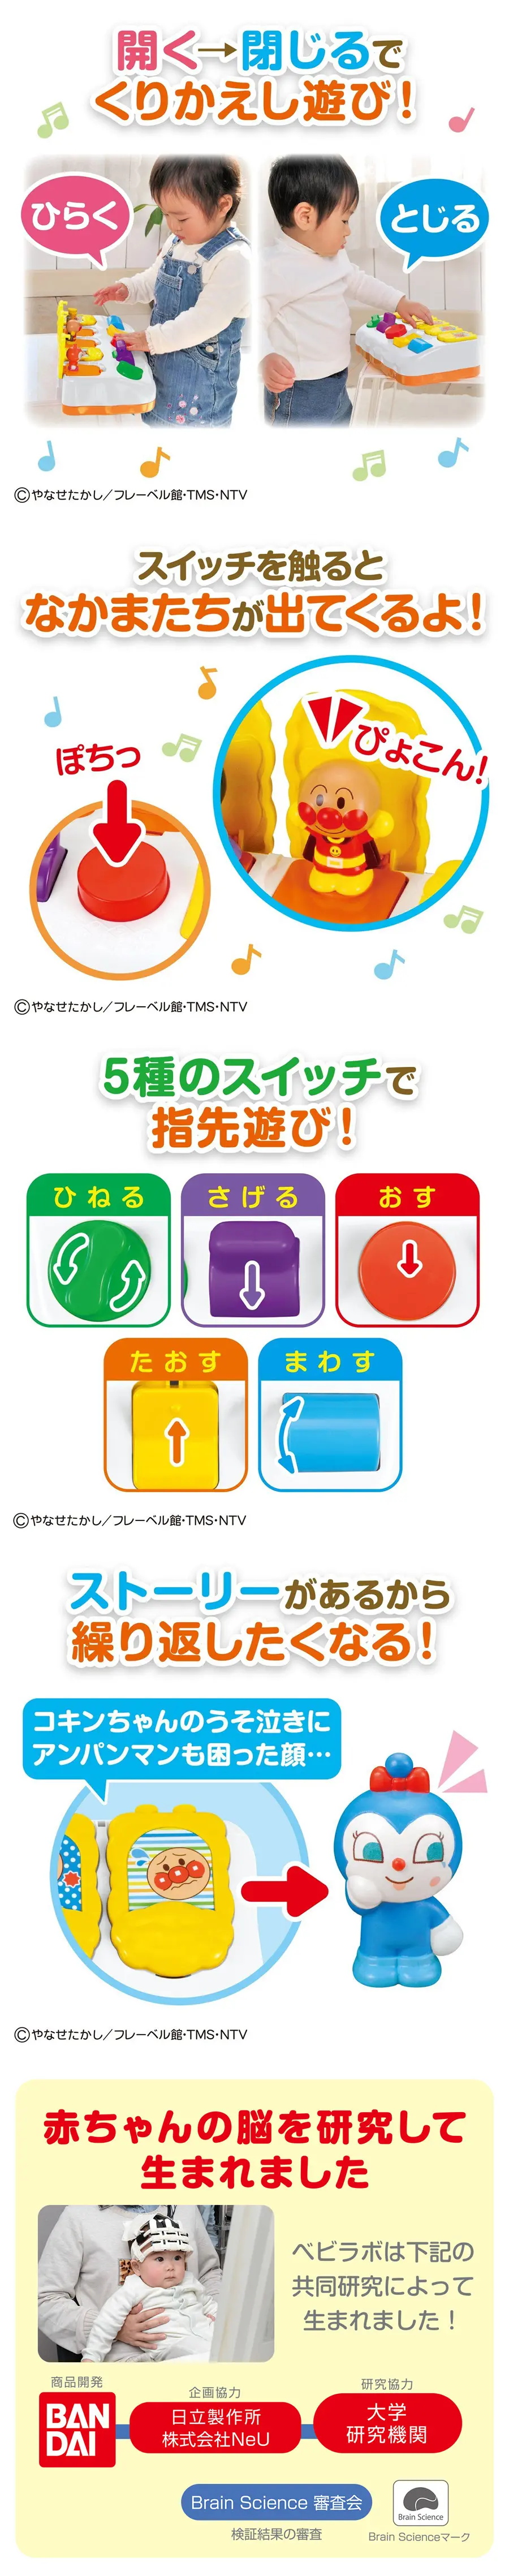 開く→閉じるで
くりかえし遊び！
ひらく
とじる
©やなせたかし／フレーベル館・TMS・NTV
スイッチを触ると
なかまたちが出てくるよ！
ぽちっ
ぴょこん！
©やなせたかし／フレーベル館・TMS・NTV
5種のスイッチで
指先遊び！
ひねる
さげる
おす
たおす
まわす
©やなせたかし／フレーベル館・TMS・NTV
ストーリーがあるから
繰り返したくなる！
コキンちゃんのうそ泣きに
アンパンマンも困った顔…
©やなせたかし／フレーベル館・TMS・NTV
赤ちゃんの脳を研究して
生まれました
ベビラボは下記の
共同研究によって
生まれました！
商品開発
BAN
DAI
企画協力
日立製作所
株式会社NeU
研究協力
大学
研究機関
Brain Science 審査会
検証結果の審査
Brain Science
Brain Scienceマーク